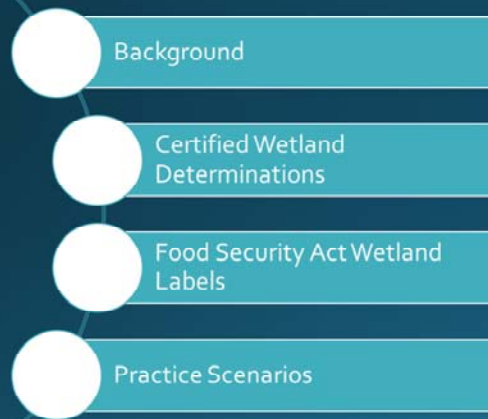 Background
Certified Wetland
Determinations
Food Security Act Wetland
Labels
Practice Scenarios